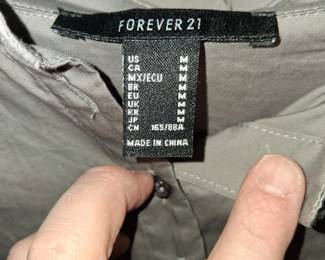 FOREVER 21
US M
CA M
MX/ECU M
BR M
EU M
UK M
KR M
JP M
CN 165/88A
MADE IN CHINA